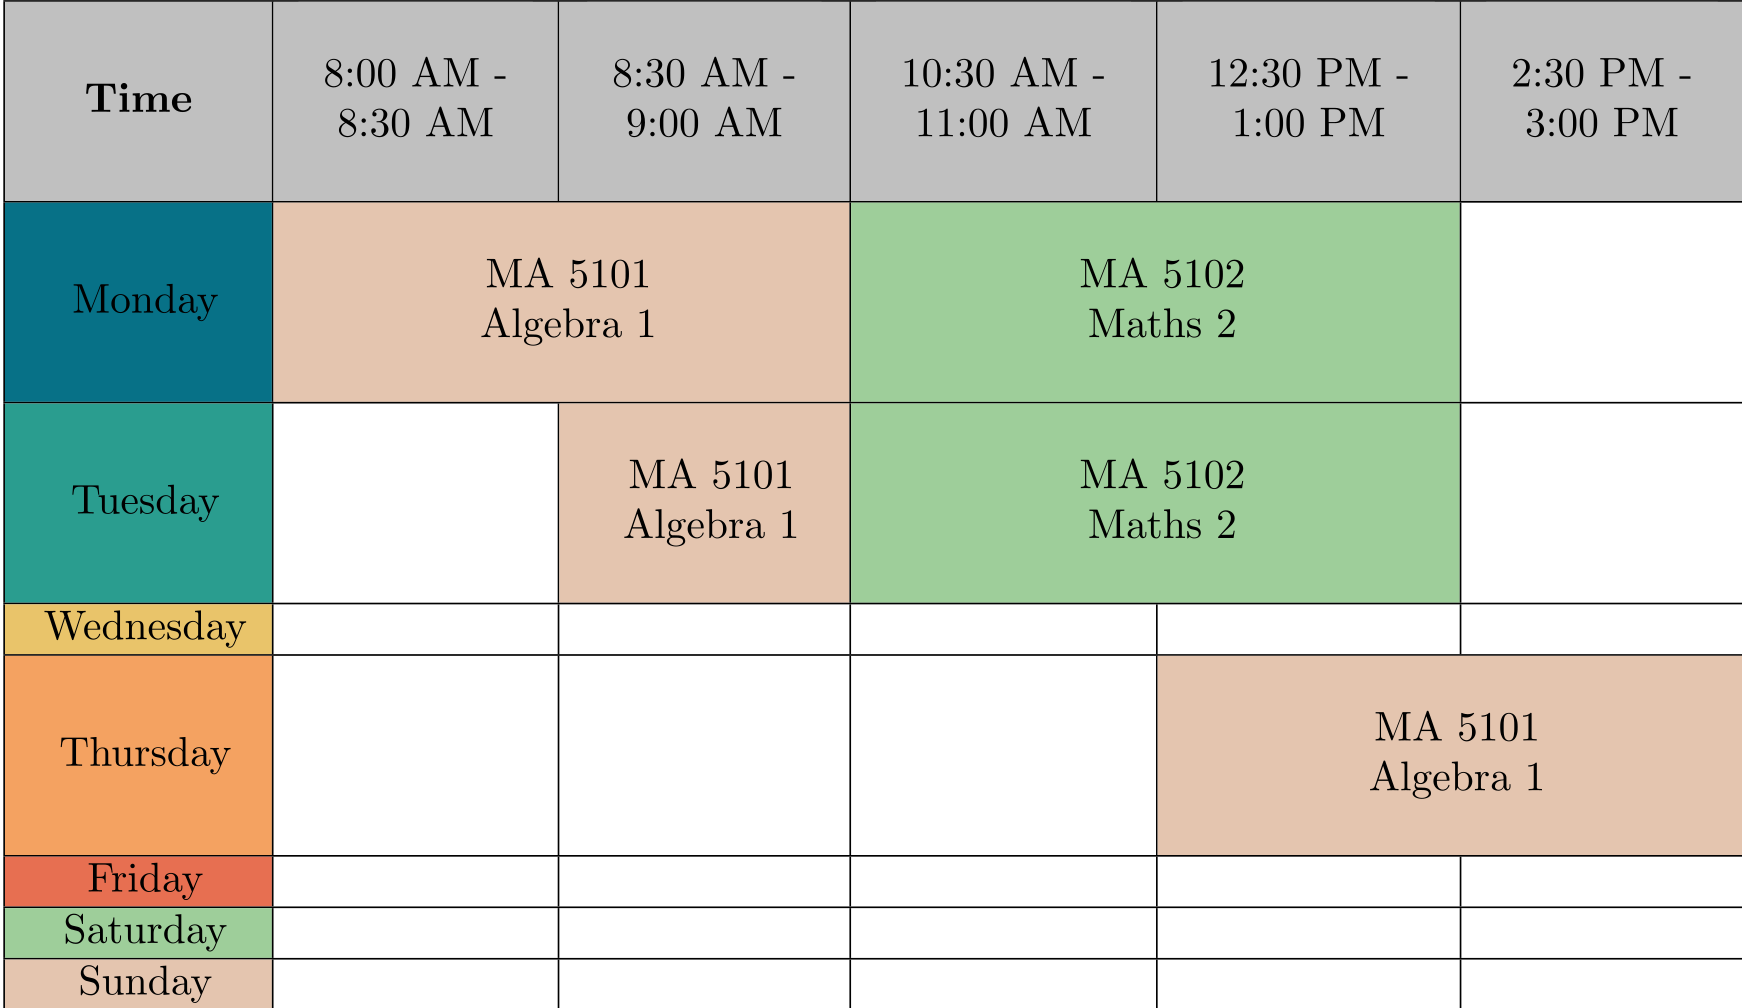 Time
8:00 AM -
8:30 AM
8:30 AM -
9:00 AM
10:30 AM -
11:00 AM
12:30 PM -
1:00 PM
2:30 PM -
3:00 PM
Monday
MA 5101
Algebra 1
MA 5102
Maths 2
Tuesday
MA 5101
Algebra 1
MA 5102
Maths 2
Wednesday
Thursday
MA 5101
Algebra 1
Friday
Saturday
Sunday